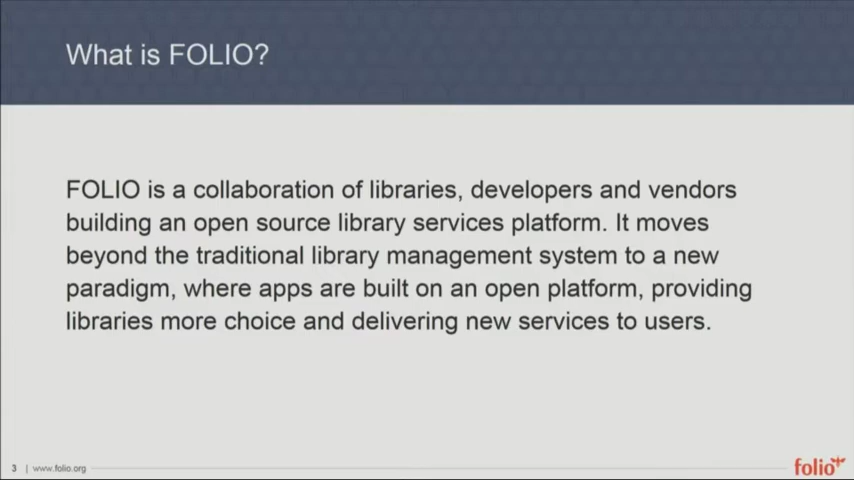 What is FOLIO?
FOLIO is a collaboration of libraries, developers and vendors
building an open source library services platform. It moves
beyond the traditional library management system to a new
paradigm, where apps are built on an open platform, providing
libraries more choice and delivering new services to users.
3 | www.folio.org
folio